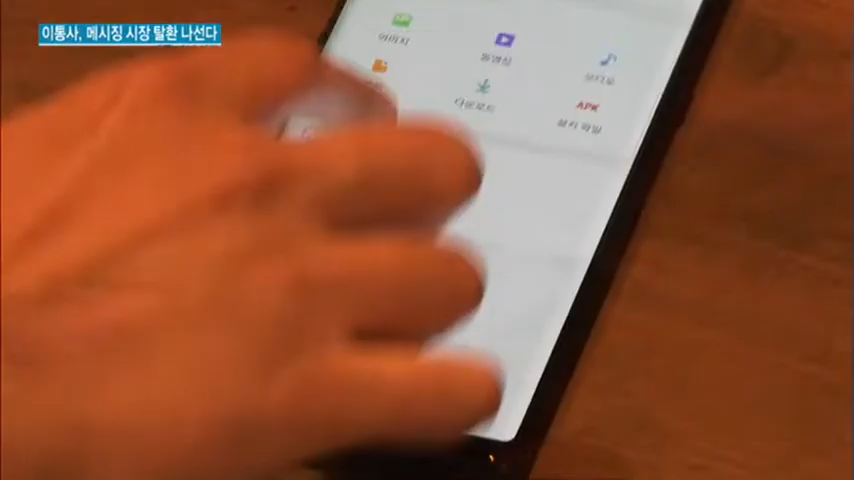 이통사, 메시징 시장 탈환 나선다
이미지
동영상
오디오
다운로드
APK
설치 파일